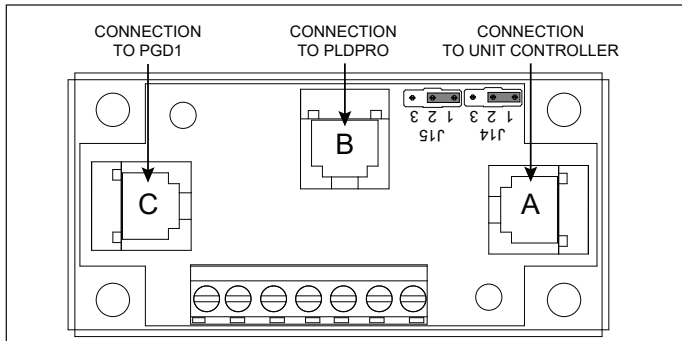 CONNECTION
TO PGD1
CONNECTION
TO PLDPRO
CONNECTION
TO UNIT CONTROLLER
3 2 1
J15
3 2 1
J14
B
C
A